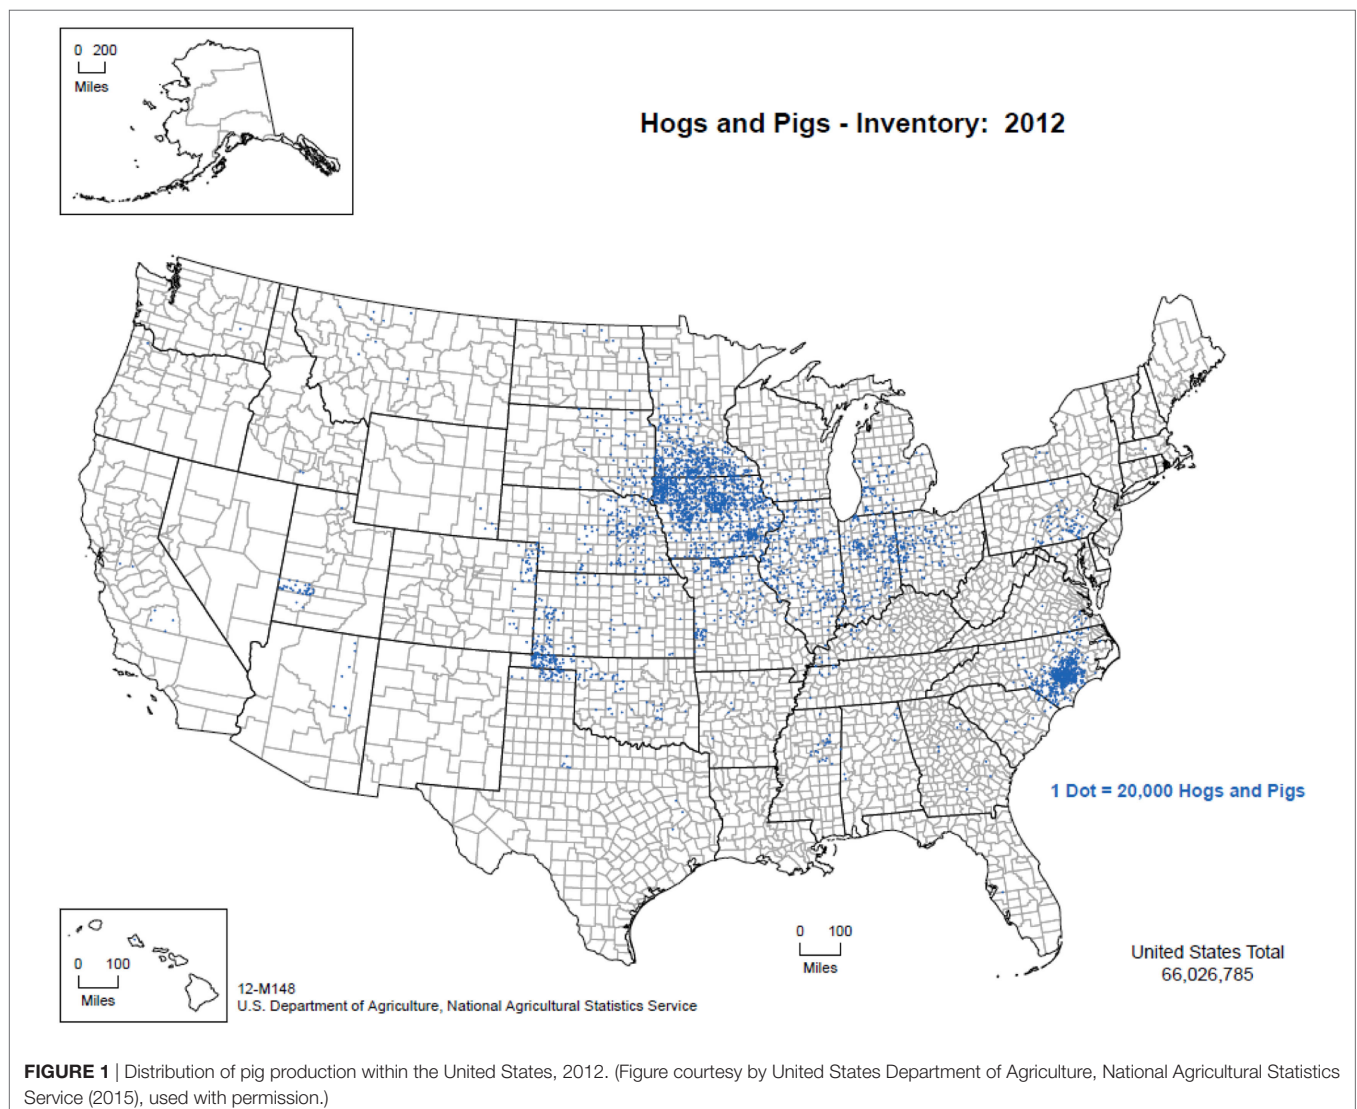 0 200
Miles
Hogs and Pigs - Inventory: 2012
1 Dot = 20,000 Hogs and Pigs
0 100
Miles
United States Total
66,026,785
0 100
Miles
12-M148
U.S. Department of Agriculture, National Agricultural Statistics Service
FIGURE 1 | Distribution of pig production within the United States, 2012. (Figure courtesy by United States Department of Agriculture, National Agricultural Statistics
Service (2015), used with permission.)